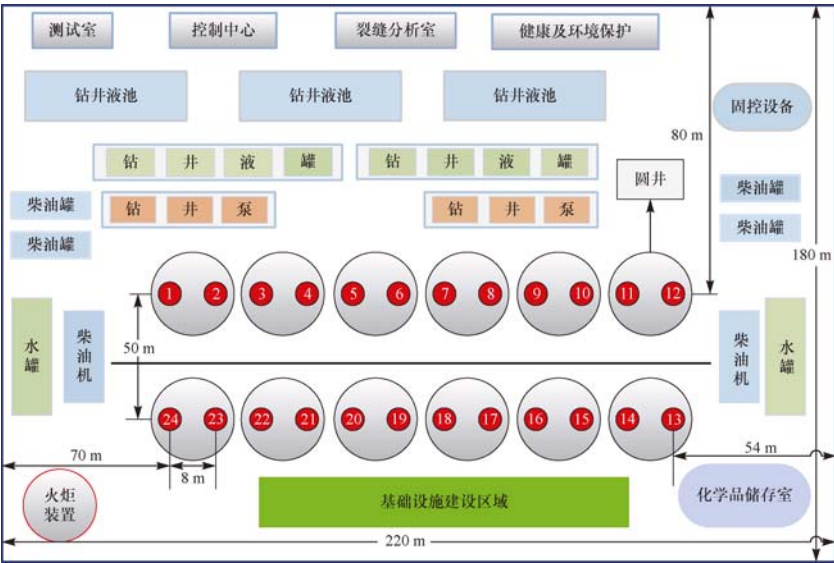 测试室
控制中心
裂缝分析室
健康及环境保护
钻井液池
钻井液池
钻井液池
固控设备
80 m
钻 井 液 罐
钻 井 液 罐
圆井
柴油罐
柴油罐
钻 井 泵
钻 井 泵
柴油罐
柴油罐
180 m
1 2 3 4 5 6 7 8 9 10 11 12
水罐
柴油机
50 m
柴油机
水罐
24 23 22 21 20 19 18 17 16 15 14 13
70 m
8 m
54 m
火炬
装置
基础设施建设区域
化学品储存室
220 m